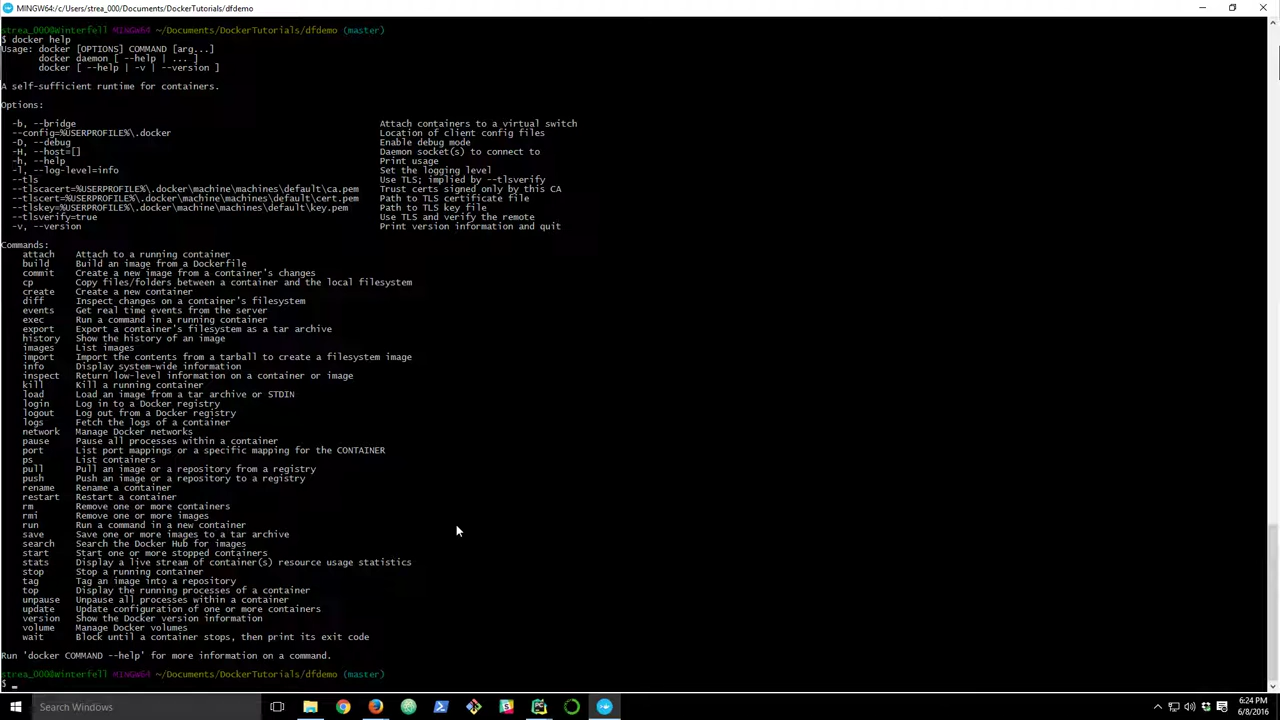 MINGW64:/c/Users/strea_000/Documents/DockerTutorials/dfdemo
strea_000@Winterfell MINGW64 ~/Documents/DockerTutorials/dfdemo (master)
$ docker help
Usage: docker [OPTIONS] COMMAND [arg...]
docker daemon [ --help | ... ]
docker [ --help | -v | --version ]
A self-sufficient runtime for containers.
Options:
-b, --bridge Attach containers to a virtual switch
--config=%USERPROFILE%\.docker Location of client config files
-D, --debug Enable debug mode
-H, --host=[] Daemon socket(s) to connect to
-h, --help Print usage
-l, --log-level=info Set the logging level
--tls Use TLS; implied by --tlsverify
--tlscacert=%USERPROFILE%\.docker\machine\machines\default\ca.pem Trust certs signed only by this CA
--tlscert=%USERPROFILE%\.docker\machine\machines\default\cert.pem Path to TLS certificate file
--tlskey=%USERPROFILE%\.docker\machine\machines\default\key.pem Path to TLS key file
--tlsverify=true Use TLS and verify the remote
-v, --version Print version information and quit
Commands:
attach Attach to a running container
build Build an image from a Dockerfile
commit Create a new image from a container's changes
cp Copy files/folders between a container and the local filesystem
create Create a new container
diff Inspect changes on a container's filesystem
events Get real time events from the server
exec Run a command in a running container
export Export a container's filesystem as a tar archive
history Show the history of an image
images List images
import Import the contents from a tarball to create a filesystem image
info Display system-wide information
inspect Return low-level information on a container or image
kill Kill a running container
load Load an image from a tar archive or STDIN
login Log in to a Docker registry
logout Log out from a Docker registry
logs Fetch the logs of a container
network Manage Docker networks
pause Pause all processes within a container
port List port mappings or a specific mapping for the CONTAINER
ps List containers
pull Pull an image or a repository from a registry
push Push an image or a repository to a registry
rename Rename a container
restart Restart a container
rm Remove one or more containers
rmi Remove one or more images
run Run a command in a new container
save Save one or more images to a tar archive
search Search the Docker Hub for images
start Start one or more stopped containers
stats Display a live stream of container(s) resource usage statistics
stop Stop a running container
tag Tag an image into a repository
top Display the running processes of a container
unpause Unpause all processes within a container
update Update configuration of one or more containers
version Show the Docker version information
volume Manage Docker volumes
wait Block until a container stops, then print its exit code
Run 'docker COMMAND --help' for more information on a command.
strea_000@Winterfell MINGW64 ~/Documents/DockerTutorials/dfdemo (master)
$ _
Search Windows
6:24 PM
6/8/2016